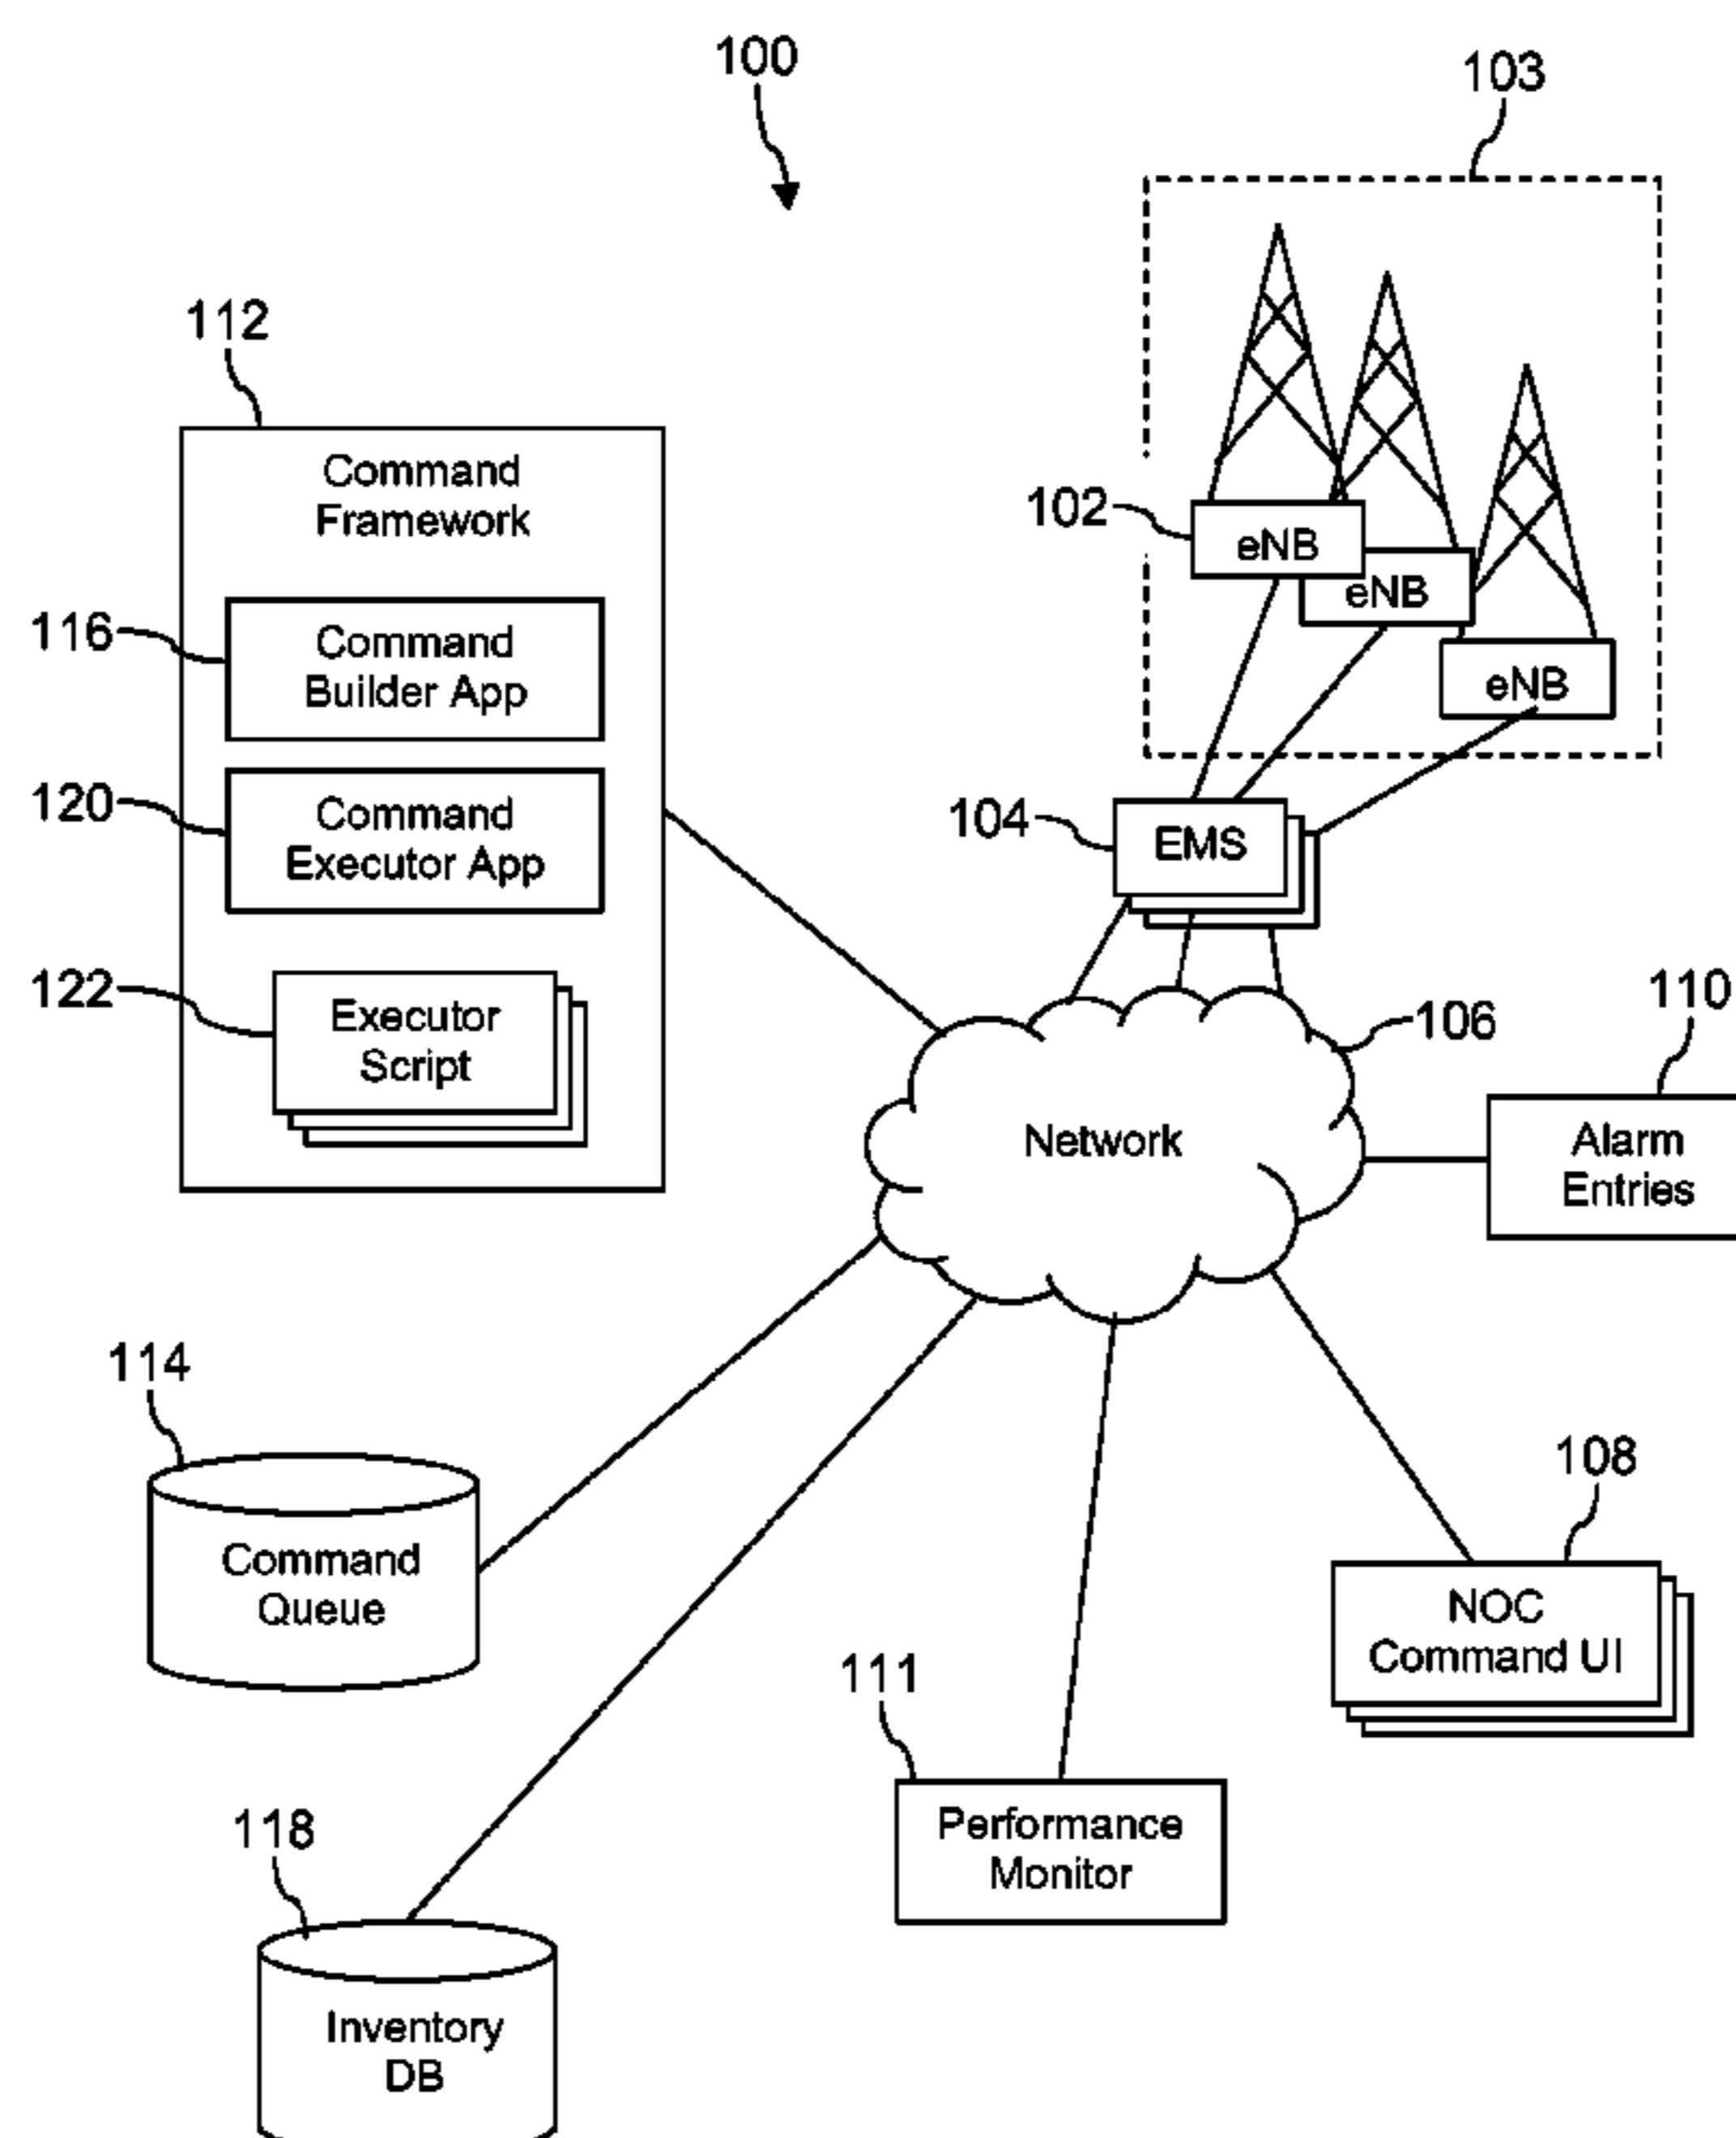 100
103
112
Command
Framework
102
eNB
eNB
eNB
116
Command
Builder App
120
Command
Executor App
104
EMS
122
Executor
Script
106
110
Network
Alarm
Entries
114
Command
Queue
108
NOC
Command UI
111
Performance
Monitor
118
Inventory
DB